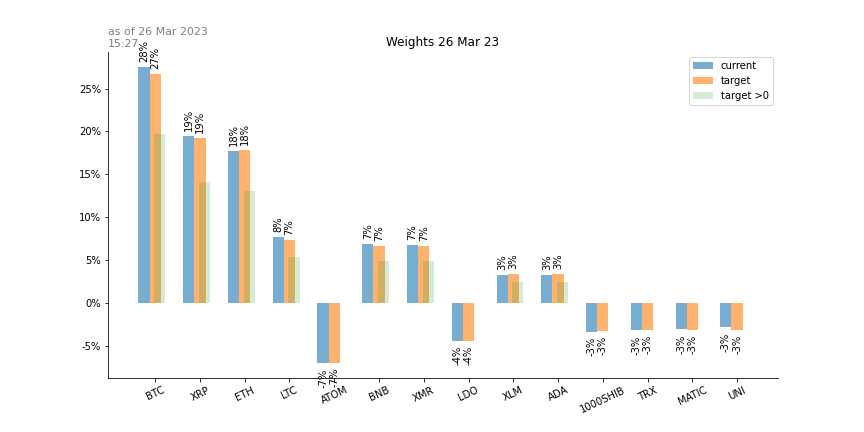 as of 26 Mar 2023
15:27
Weights 26 Mar 23
current
target
target >0
25%
20%
15%
10%
5%
0%
-5%
28%
27%
19%
19%
18%
18%
8%
7%
-7%
-7%
7%
7%
7%
7%
-4%
-4%
3%
3%
3%
3%
-3%
-3%
-3%
-3%
-3%
-3%
-3%
-3%
BTC
XRP
ETH
LTC
ATOM
BNB
XMR
LDO
XLM
ADA
1000SHIB
TRX
MATIC
UNI